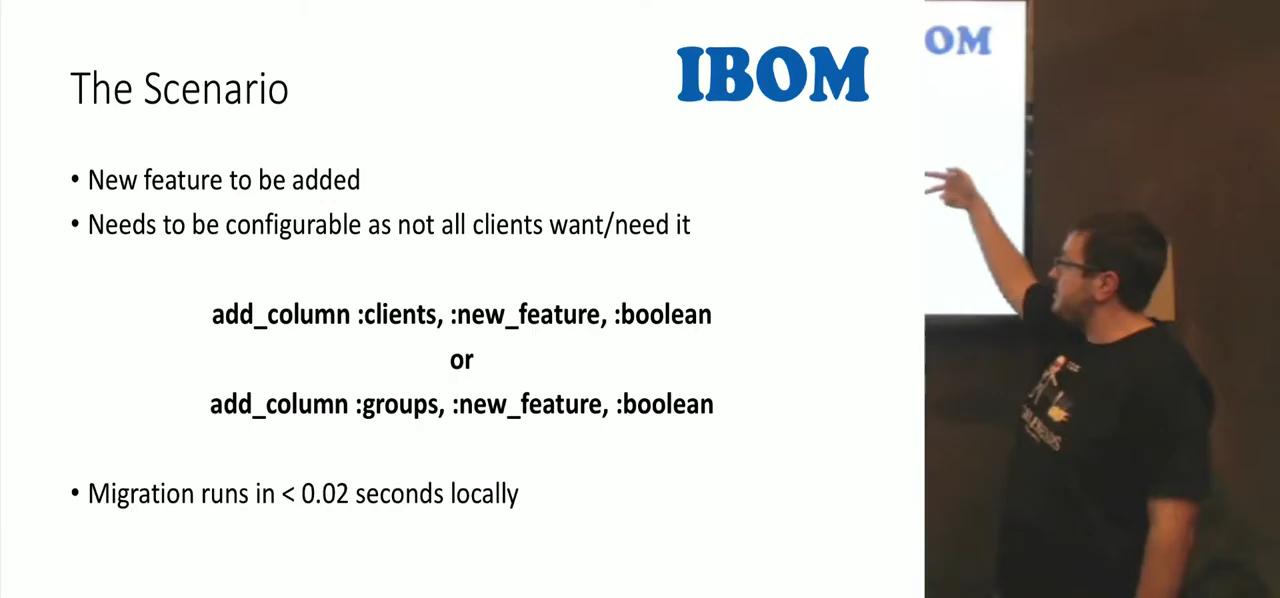 The Scenario
IBOM
• New feature to be added
• Needs to be configurable as not all clients want/need it
add_column :clients, :new_feature, :boolean
or
add_column :groups, :new_feature, :boolean
• Migration runs in < 0.02 seconds locally
OM